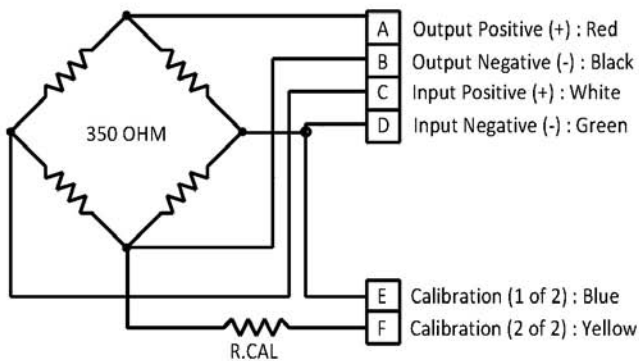 A Output Positive (+) : Red
B Output Negative (-) : Black
C Input Positive (+) : White
D Input Negative (-) : Green
350 OHM
E Calibration (1 of 2) : Blue
F Calibration (2 of 2) : Yellow
R.CAL